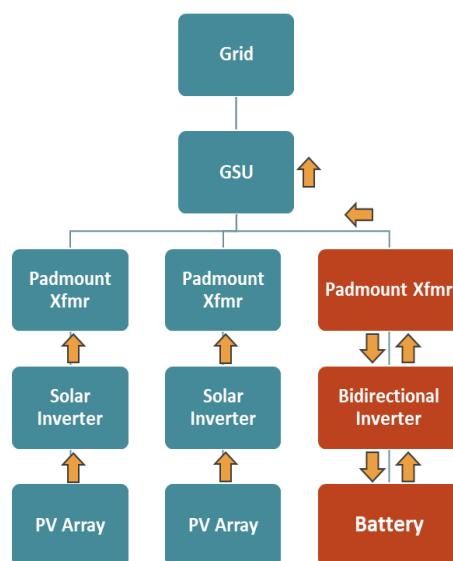 Grid
GSU
Padmount
Xfmr
Padmount
Xfmr
Padmount Xfmr
Solar
Inverter
Solar
Inverter
Bidirectional
Inverter
PV Array
PV Array
Battery